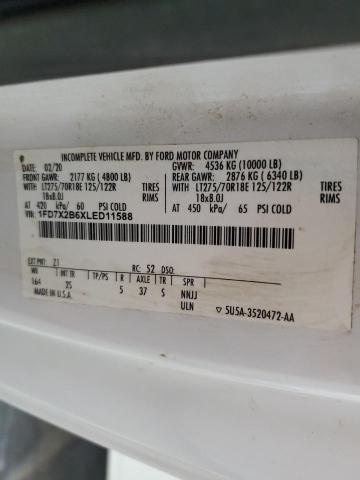 INCOMPLETE VEHICLE MFD. BY FORD MOTOR COMPANY
02/20 GVWR: 4536 KG (10000 LB)
FRONT GAWR: 2177 KG (4800 LB) REAR GAWR: 2876 KG (6340 LB)
WITH LT275/70R18E 125/122R TIRES WITH LT275/70R18E 125/122R TIRES
18x8.0J RIMS 18x8.0J RIMS
AT 420 kPa/ 60 PSI COLD AT 450 kPa/ 65 PSI COLD
VIN: 1FD7X2B6XLED11588
EXT PNT: Z1 RC: 52 DSO:
WB INT TR TP/PS R AXLE TR SPR
164 2S 5 37 S NNJJ
MADE IN U.S.A. ULN ▽ 5U5A-3520472-AA